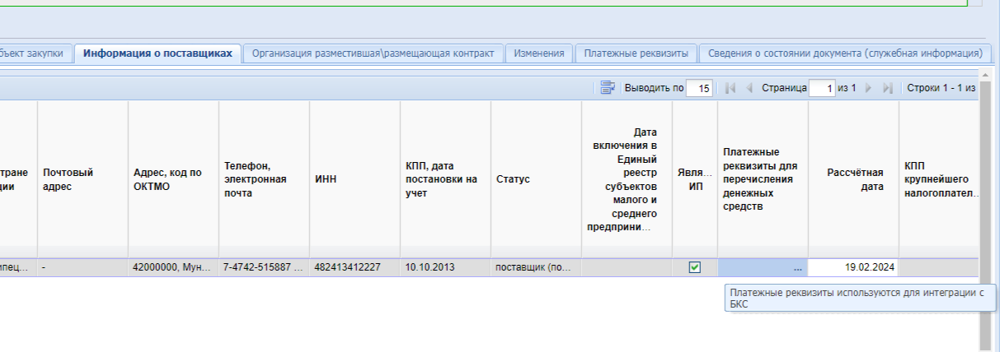 бъект закупки Информация о поставщиках Организация разместившая\размещающая контракт Изменения Платежные реквизиты Сведения о состоянии документа (служебная информация)
Выводить по 15 Страница 1 из 1 Строки 1 - 1 из
тране
ции
Почтовый
адрес
Адрес, код по
ОКТМО
Телефон,
электронная
почта
ИНН
КПП, дата
постановки на
учет
Статус
Дата
включения в
Единый
реестр
субъектов
малого и
среднего
предприни...
Явля...
ИП
Платежные
реквизиты для
перечисления
денежных
средств
Рассчётная
дата
КПП
крупнейшего
налогоплател...
ипец... - 42000000, Мун... 7-4742-515887 ... 482413412227 10.10.2013 поставщик (по... ... 19.02.2024
Платежные реквизиты используются для интеграции с
БКС